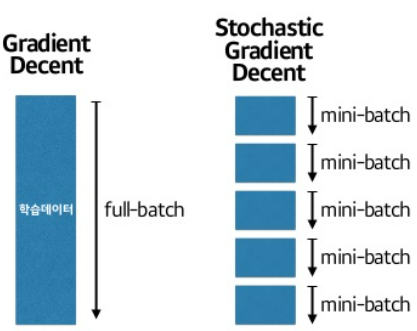 Gradient
Decent
학습데이터
full-batch
Stochastic
Gradient
Decent
mini-batch
mini-batch
mini-batch
mini-batch
mini-batch